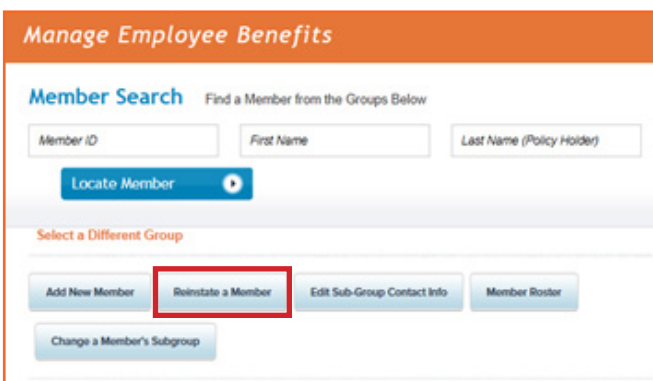 Manage Employee Benefits
Member Search Find a Member from the Groups Below
Member ID First Name Last Name (Policy Holder)
Locate Member
Select a Different Group
Add New Member Reinstate a Member Edit Sub-Group Contact Info Member Roster
Change a Member's Subgroup